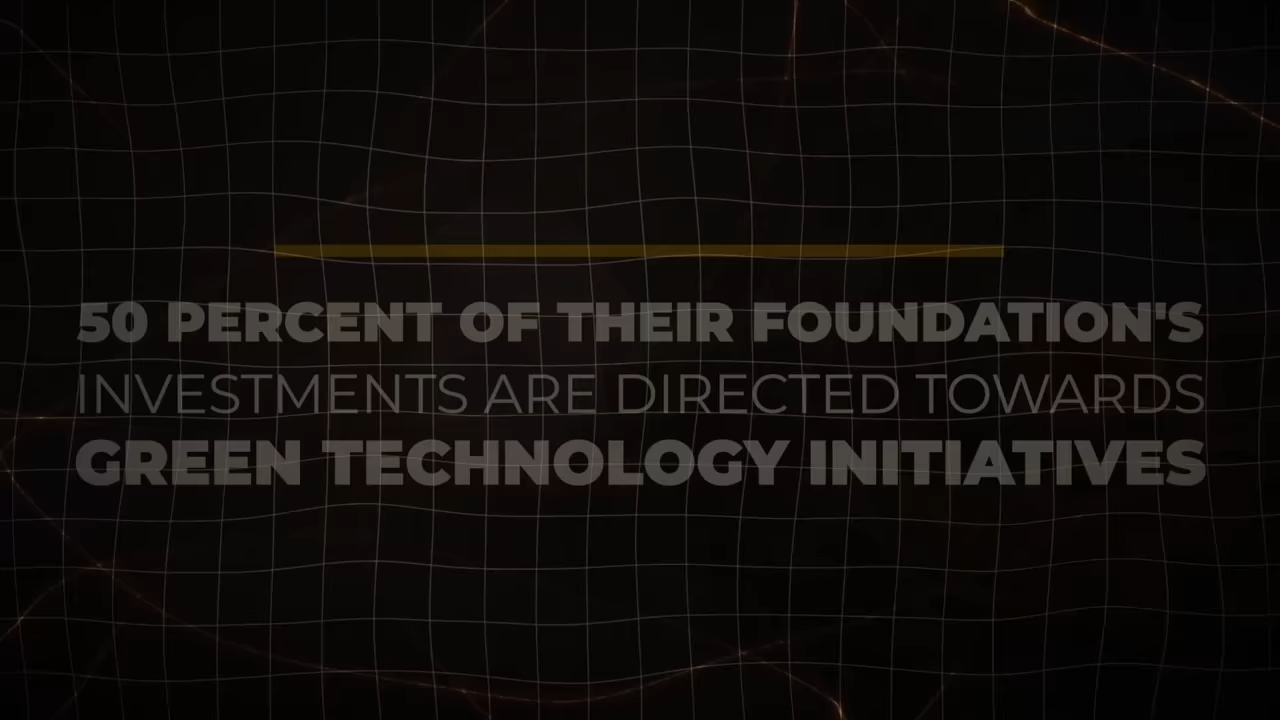 50 PERCENT OF THEIR FOUNDATION'S
INVESTMENTS ARE DIRECTED TOWARDS
GREEN TECHNOLOGY INITIATIVES